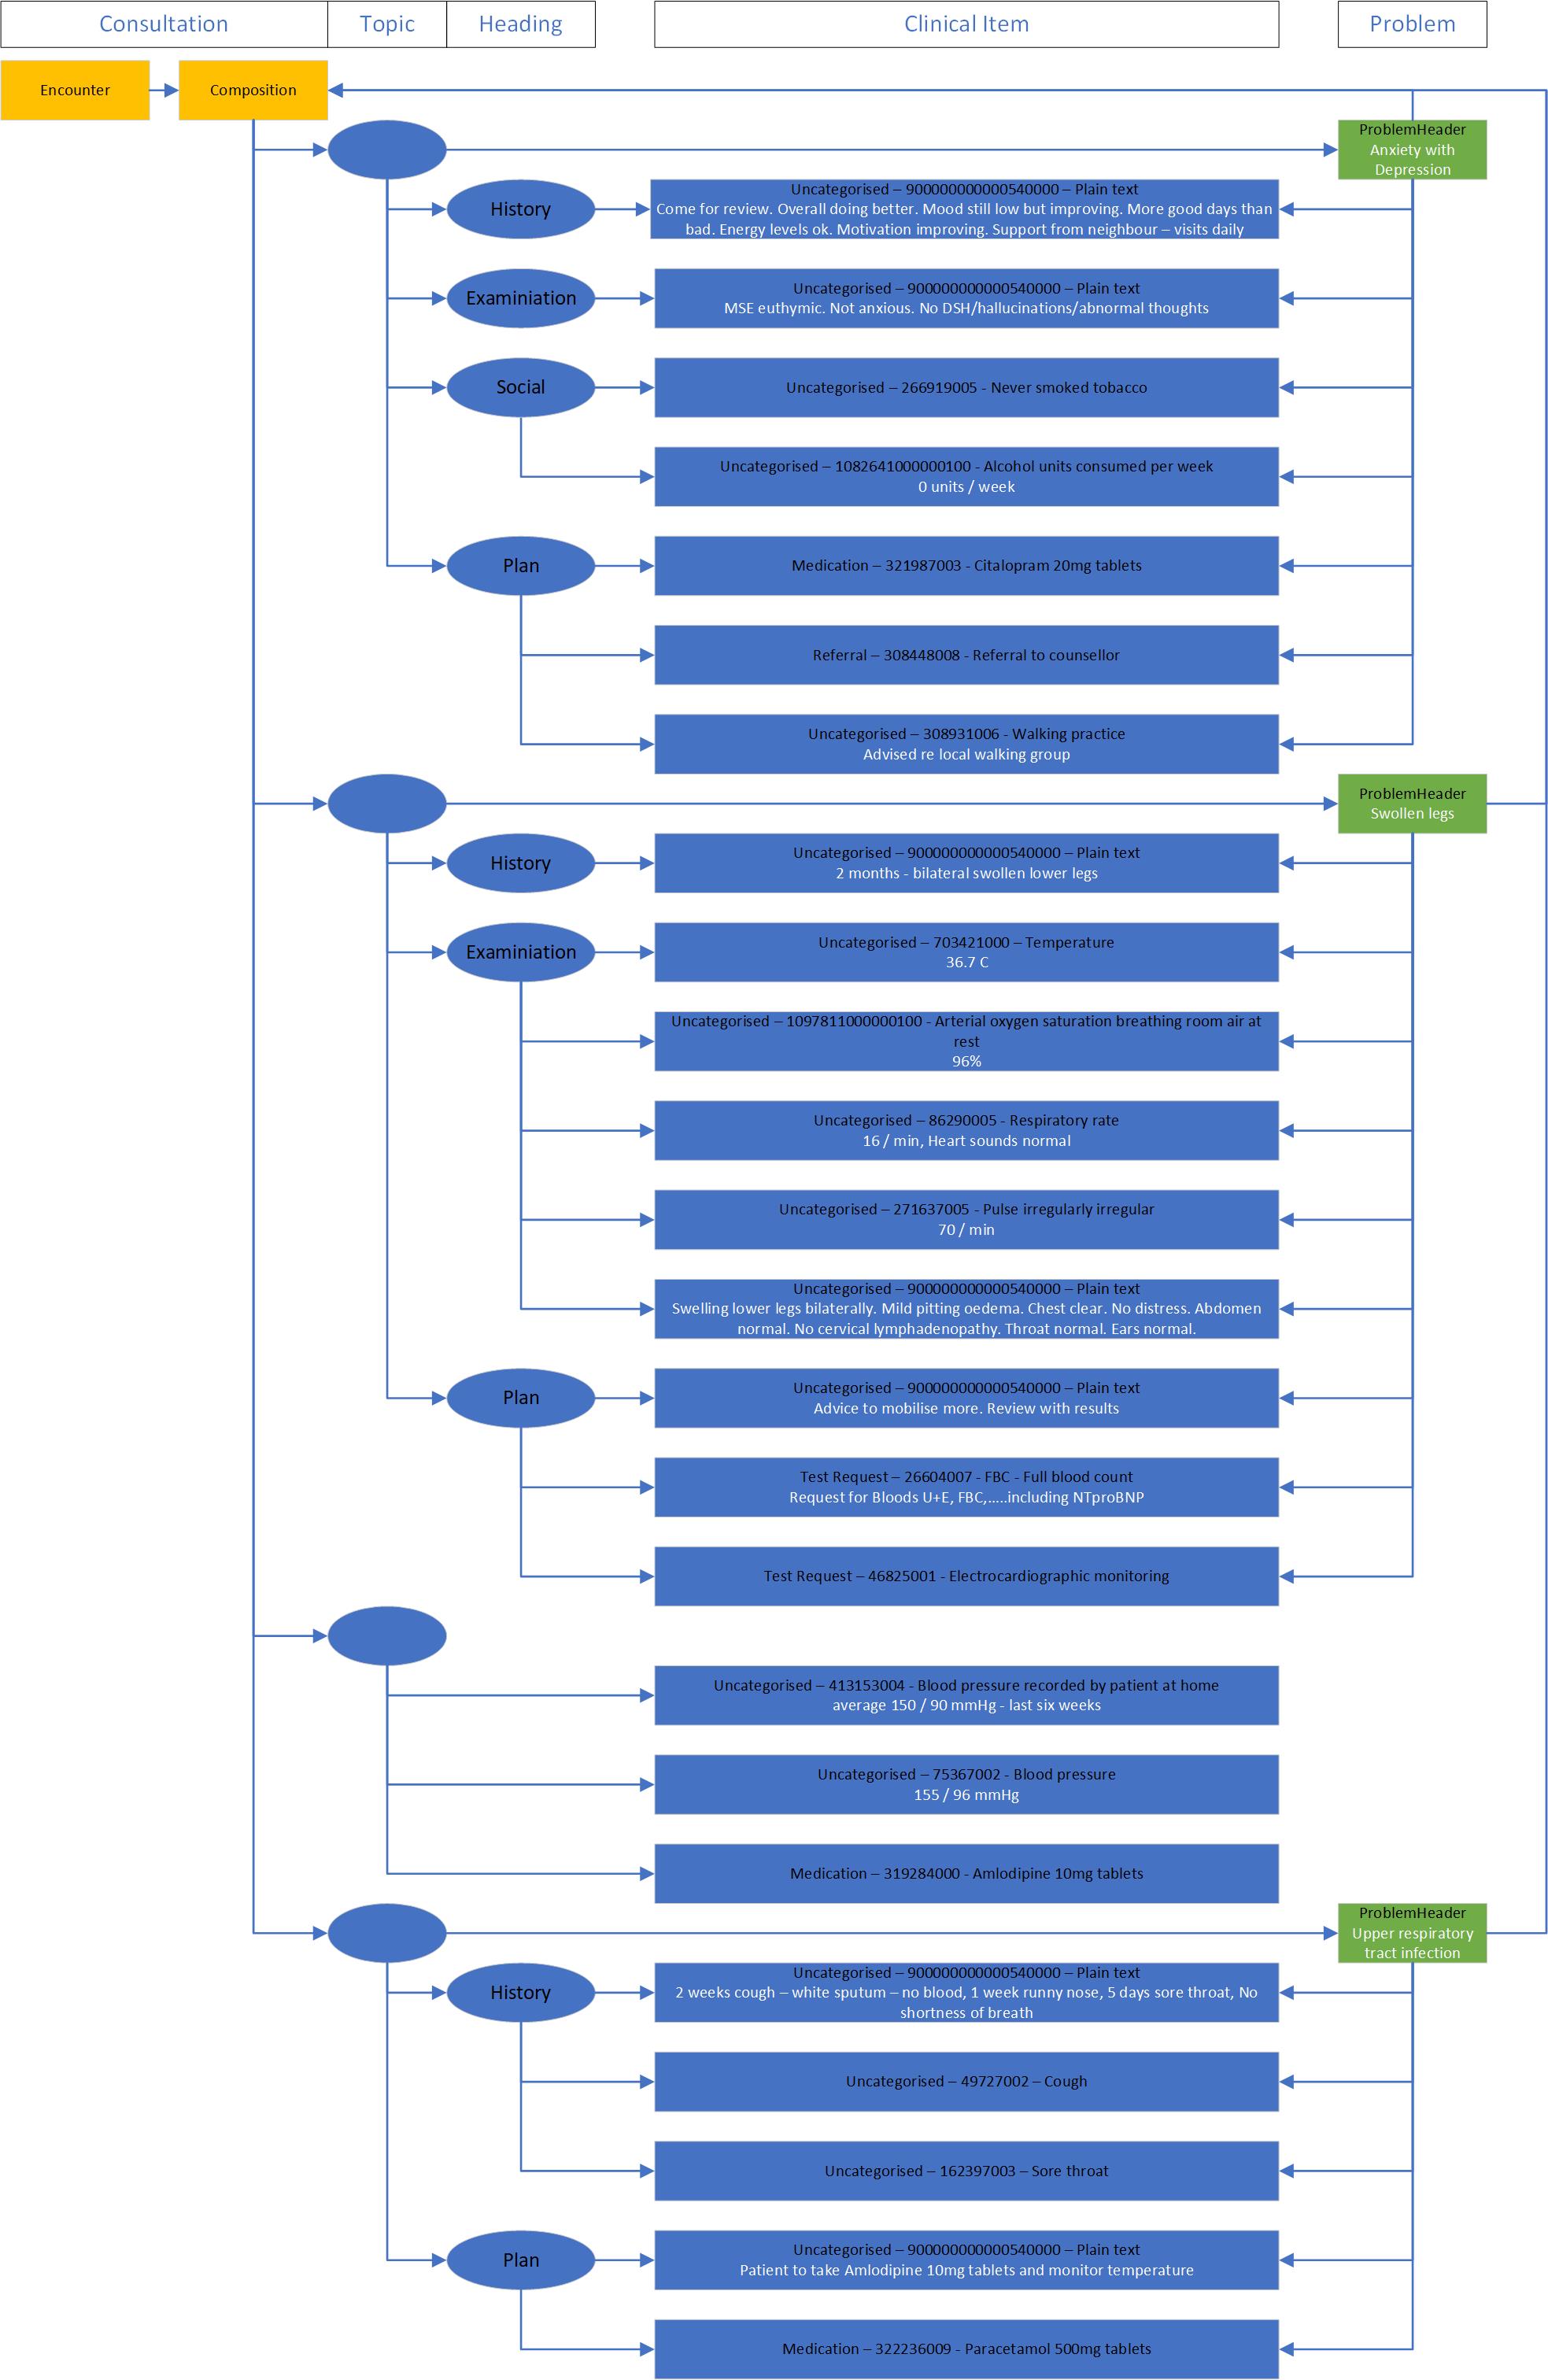 Consultation
Topic
Heading
Clinical Item
Problem
Encounter
Composition
ProblemHeader
Anxiety with
Depression
History
Uncategorised – 900000000000540000 – Plain text
Come for review. Overall doing better. Mood still low but improving. More good days than
bad. Energy levels ok. Motivation improving. Support from neighbour – visits daily
Examiniation
Uncategorised – 900000000000540000 – Plain text
MSE euthymic. Not anxious. No DSH/hallucinations/abnormal thoughts
Social
Uncategorised – 266919005 - Never smoked tobacco
Uncategorised – 1082641000000100 - Alcohol units consumed per week
0 units / week
Plan
Medication – 321987003 - Citalopram 20mg tablets
Referral – 308448008 - Referral to counsellor
Uncategorised – 308931006 - Walking practice
Advised re local walking group
ProblemHeader
Swollen legs
History
Uncategorised – 900000000000540000 – Plain text
2 months - bilateral swollen lower legs
Examiniation
Uncategorised – 703421000 – Temperature
36.7 C
Uncategorised – 1097811000000100 - Arterial oxygen saturation breathing room air at
rest
96%
Uncategorised – 86290005 - Respiratory rate
16 / min, Heart sounds normal
Uncategorised – 271637005 - Pulse irregularly irregular
70 / min
Uncategorised – 900000000000540000 – Plain text
Swelling lower legs bilaterally. Mild pitting oedema. Chest clear. No distress. Abdomen
normal. No cervical lymphadenopathy. Throat normal. Ears normal.
Plan
Uncategorised – 900000000000540000 – Plain text
Advice to mobilise more. Review with results
Test Request – 26604007 - FBC - Full blood count
Request for Bloods U+E, FBC,.....including NTproBNP
Test Request – 46825001 - Electrocardiographic monitoring
Uncategorised – 413153004 - Blood pressure recorded by patient at home
average 150 / 90 mmHg - last six weeks
Uncategorised – 75367002 - Blood pressure
155 / 96 mmHg
Medication – 319284000 - Amlodipine 10mg tablets
ProblemHeader
Upper respiratory
tract infection
History
Uncategorised – 900000000000540000 – Plain text
2 weeks cough – white sputum – no blood, 1 week runny nose, 5 days sore throat, No
shortness of breath
Uncategorised – 49727002 – Cough
Uncategorised – 162397003 – Sore throat
Plan
Uncategorised – 900000000000540000 – Plain text
Patient to take Amlodipine 10mg tablets and monitor temperature
Medication – 322236009 - Paracetamol 500mg tablets